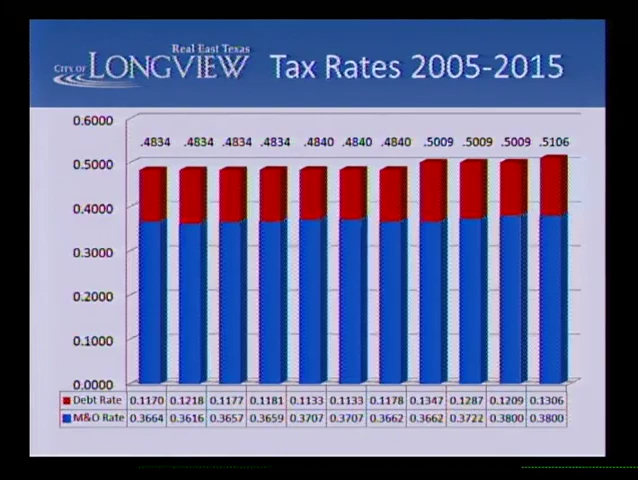 Real East Texas
CITY OF LONGVIEW Tax Rates 2005-2015
0.6000
.4834 .4834 .4834 .4834 .4840 .4840 .4840 .5009 .5009 .5009 .5106
0.5000
0.4000
0.3000
0.2000
0.1000
0.0000
Debt Rate 0.1170 0.1218 0.1177 0.1181 0.1133 0.1133 0.1178 0.1347 0.1287 0.1209 0.1306
M&O Rate 0.3664 0.3616 0.3657 0.3659 0.3707 0.3707 0.3662 0.3662 0.3722 0.3800 0.3800